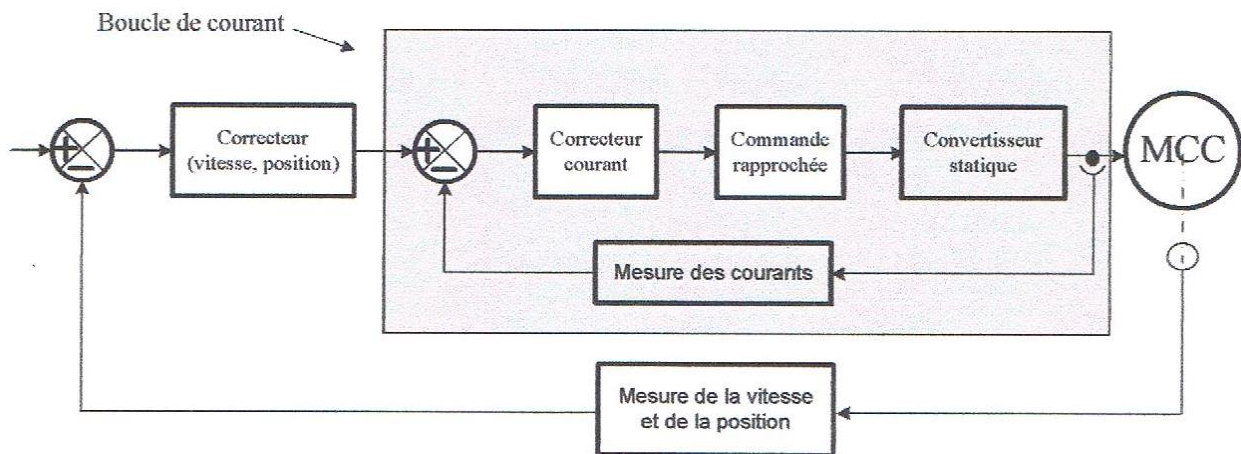 Boucle de courant
Correcteur
(vitesse, position)
Correcteur
courant
Commande
rapprochée
Convertisseur
statique
MCC
Mesure des courants
Mesure de la vitesse
et de la position